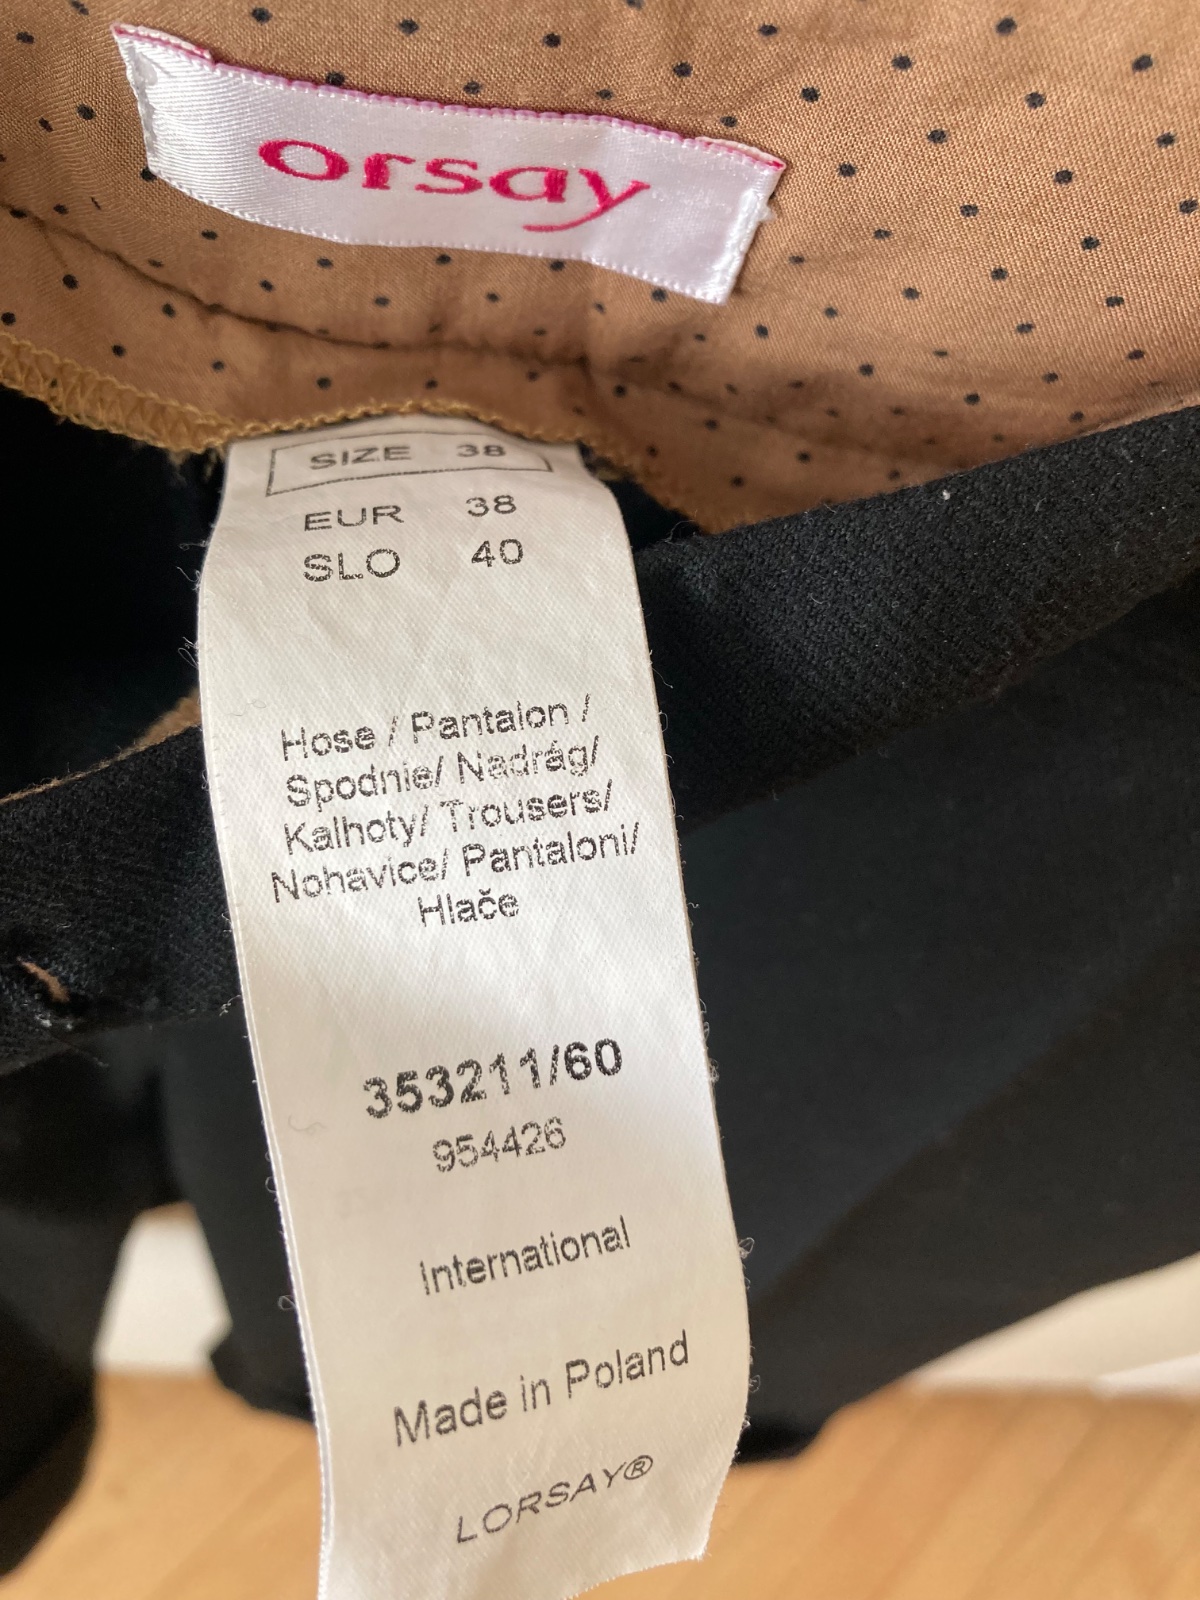 orsay
SIZE 38
EUR 38
SLO 40
Hose / Pantalon /
Spodnie/ Nadrág/
Kalhoty/ Trousers/
Nohavice/ Pantaloni/
Hlače
353211/60
954426
International
Made in Poland
LORSAY®